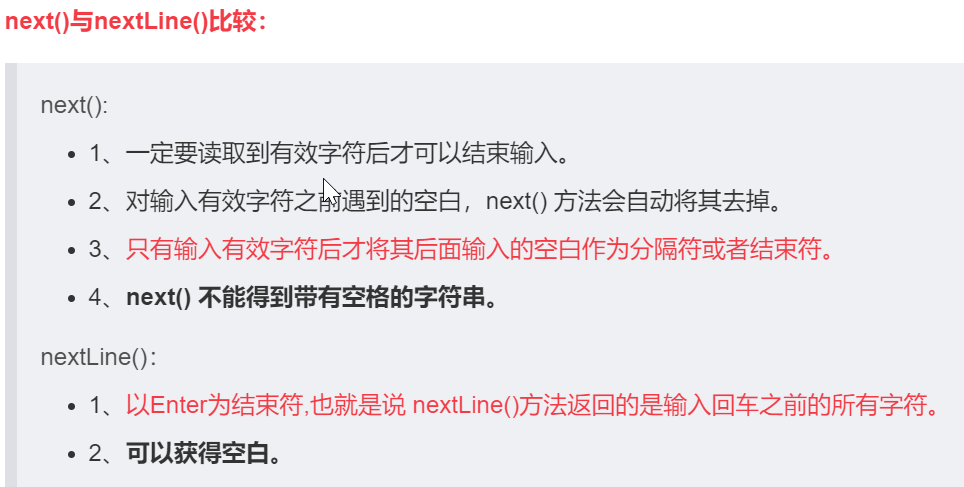 next()与nextLine()比较：
next():
1、一定要读取到有效字符后才可以结束输入。
2、对输入有效字符之前遇到的空白，next() 方法会自动将其去掉。
3、只有输入有效字符后才将其后面输入的空白作为分隔符或者结束符。
4、next() 不能得到带有空格的字符串。
nextLine()：
1、以Enter为结束符,也就是说 nextLine()方法返回的是输入回车之前的所有字符。
2、可以获得空白。